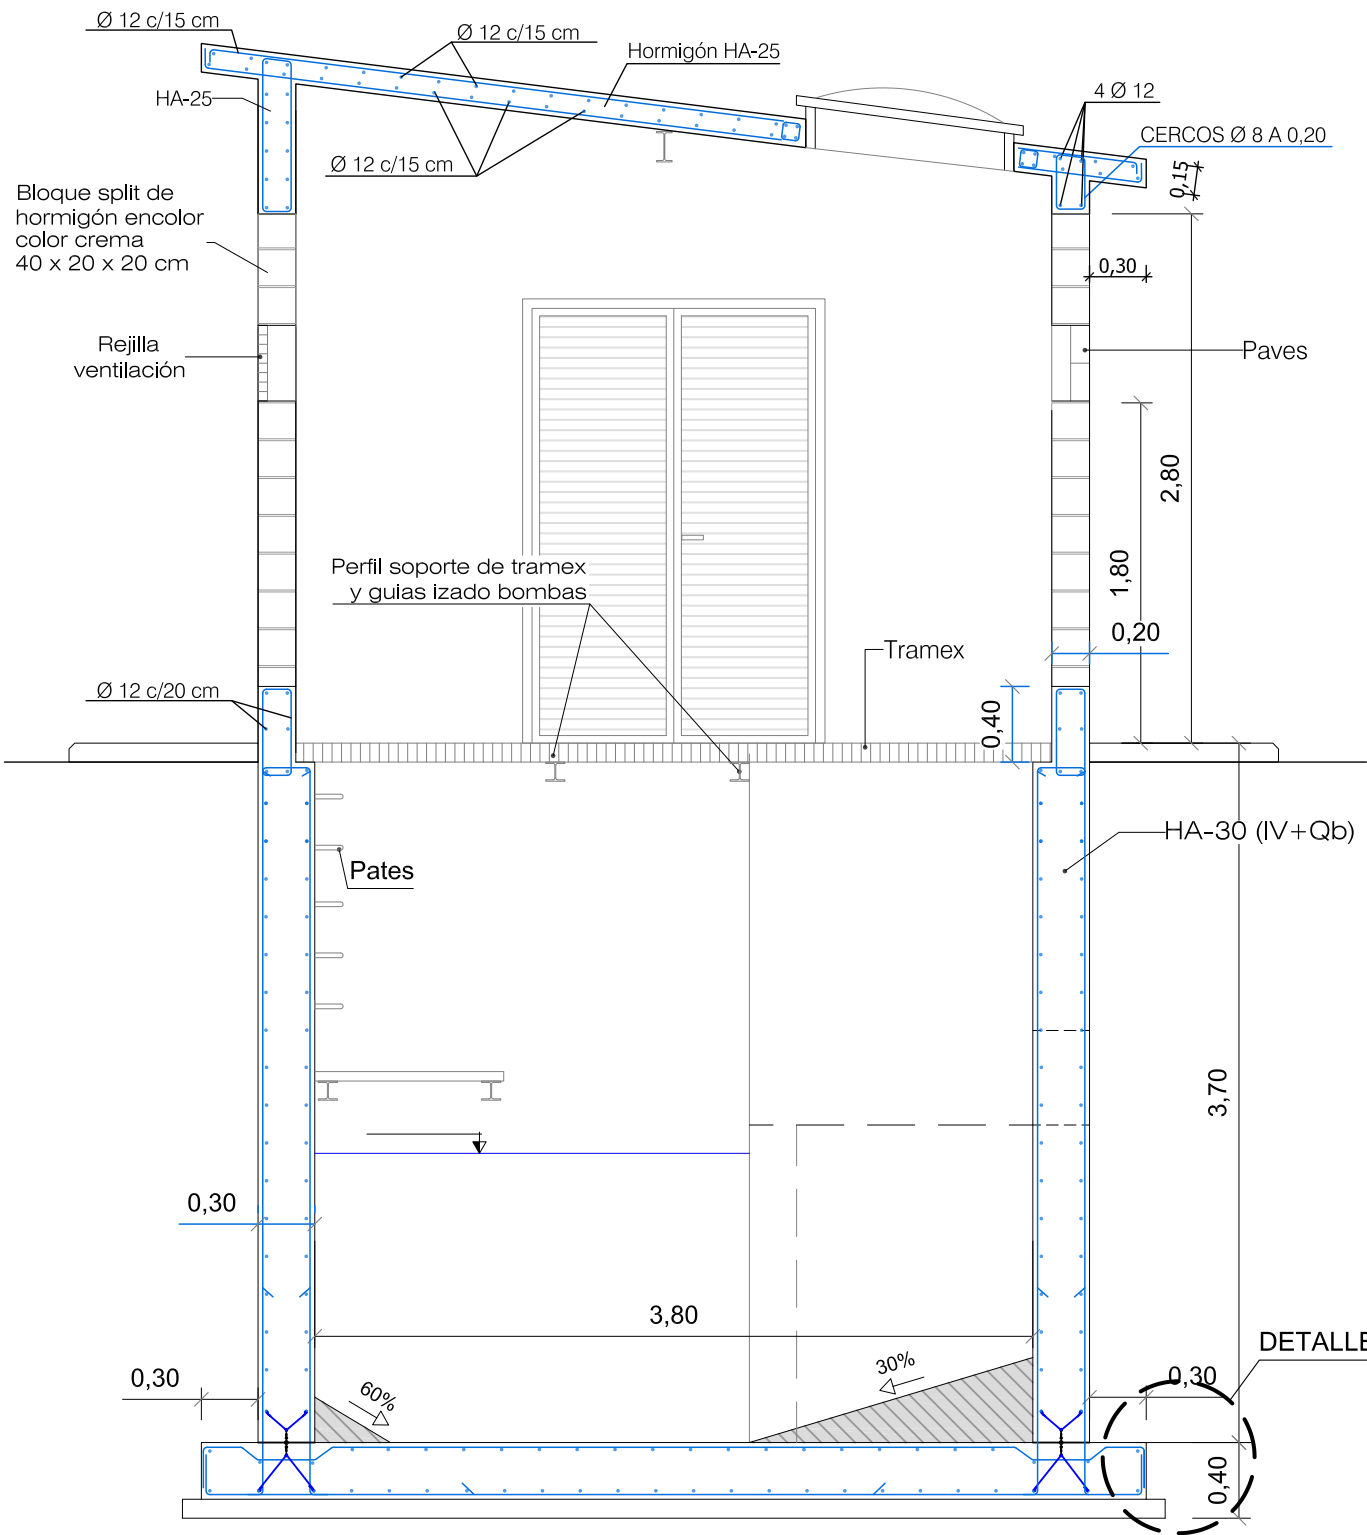 Ø 12 c/15 cm
Ø 12 c/15 cm
Hormigón HA-25
HA-25
4 Ø 12
CERCOS Ø 8 A 0,20
Ø 12 c/15 cm
0,15
Bloque split de
hormigón encolor
color crema
40 x 20 x 20 cm
0,30
Rejilla
ventilación
Paves
2,80
1,80
Perfil soporte de tramex
y guias izado bombas
0,20
Tramex
Ø 12 c/20 cm
0,40
HA-30 (IV+Qb)
Pates
3,70
0,30
3,80
DETALLE
30%
0,30
0,30
60%
0,40